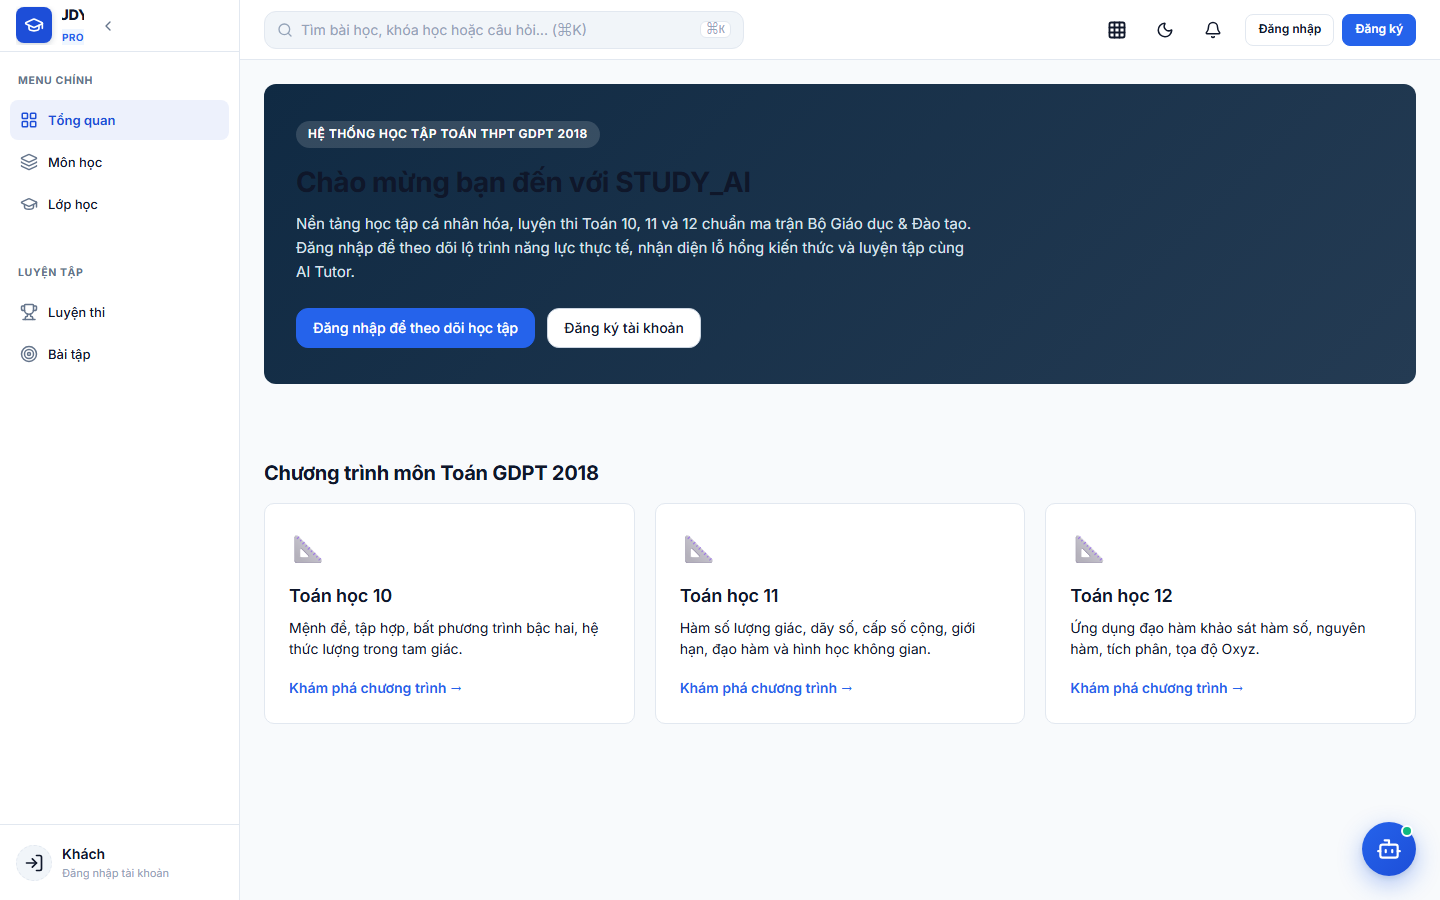 PRO
Tìm bài học, khóa học hoặc câu hỏi... (⌘K)
⌘K
Đăng nhập
Đăng ký
MENU CHÍNH
Tổng quan
Môn học
Lớp học
LUYỆN TẬP
Luyện thi
Bài tập
HỆ THỐNG HỌC TẬP TOÁN THPT GDPT 2018
Chào mừng bạn đến với STUDY_AI
Nền tảng học tập cá nhân hóa, luyện thi Toán 10, 11 và 12 chuẩn ma trận Bộ Giáo dục & Đào tạo.
Đăng nhập để theo dõi lộ trình năng lực thực tế, nhận diện lỗ hổng kiến thức và luyện tập cùng
AI Tutor.
Đăng nhập để theo dõi học tập
Đăng ký tài khoản
Chương trình môn Toán GDPT 2018
Toán học 10
Mệnh đề, tập hợp, bất phương trình bậc hai, hệ
thức lượng trong tam giác.
Khám phá chương trình →
Toán học 11
Hàm số lượng giác, dãy số, cấp số cộng, giới
hạn, đạo hàm và hình học không gian.
Khám phá chương trình →
Toán học 12
Ứng dụng đạo hàm khảo sát hàm số, nguyên
hàm, tích phân, tọa độ Oxyz.
Khám phá chương trình →
Khách
Đăng nhập tài khoản